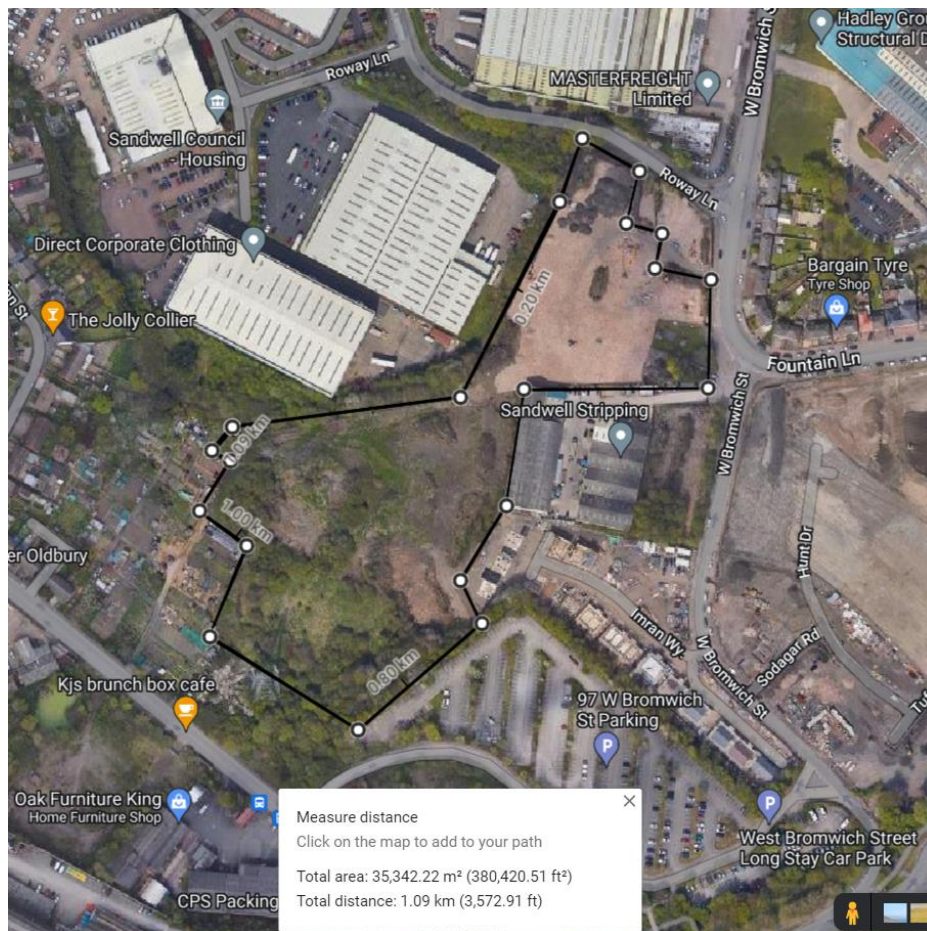 Hadley Gro
Structural D
W Bromwich S
Roway Ln
MASTERFREIGHT
Limited
Sandwell Council
- Housing
Roway Ln
Direct Corporate Clothing
Bargain Tyre
Tyre Shop
The Jolly Collier
0.20 km
Fountain Ln
Sandwell Stripping
W Bromwich St
0.09 km
1.00 km
er Oldbury
Hunt Dr
Imran Wy.
Sodagar Rd
W Bromwich St
0.80 km
Kjs brunch box cafe
97 W Bromwich
St Parking
P
Tuf
Oak Furniture King
Home Furniture Shop
P
West Bromwich Street
Long Stay Car Park
CPS Packing
Measure distance
Click on the map to add to your path
Total area: 35,342.22 m² (380,420.51 ft²)
Total distance: 1.09 km (3,572.91 ft)